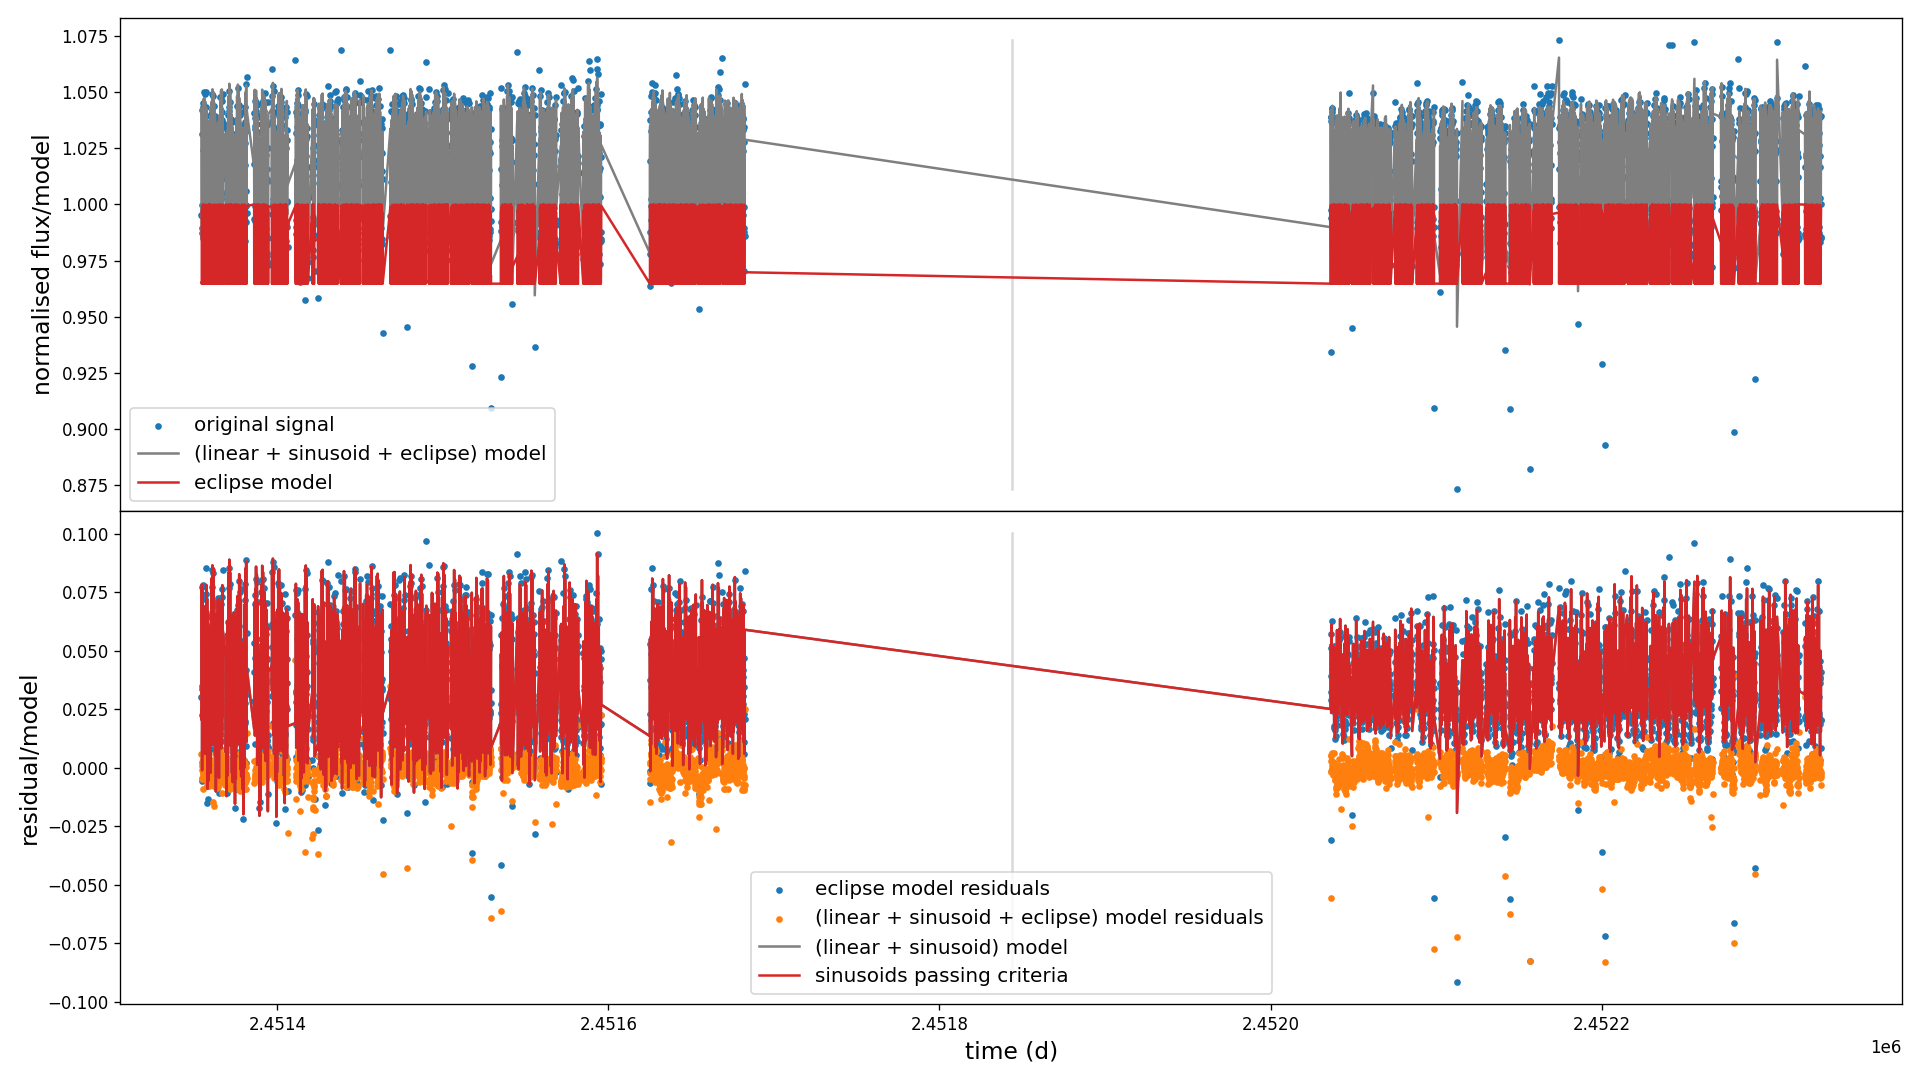 normalised flux/model
1.075
1.050
1.025
1.000
0.975
0.950
0.925
0.900
0.875
original signal
(linear + sinusoid + eclipse) model
eclipse model
residual/model
0.100
0.075
0.050
0.025
0.000
−0.025
−0.050
−0.075
−0.100
eclipse model residuals
(linear + sinusoid + eclipse) model residuals
(linear + sinusoid) model
sinusoids passing criteria
2.4514 2.4516 2.4518 2.4520 2.4522
1e6
time (d)